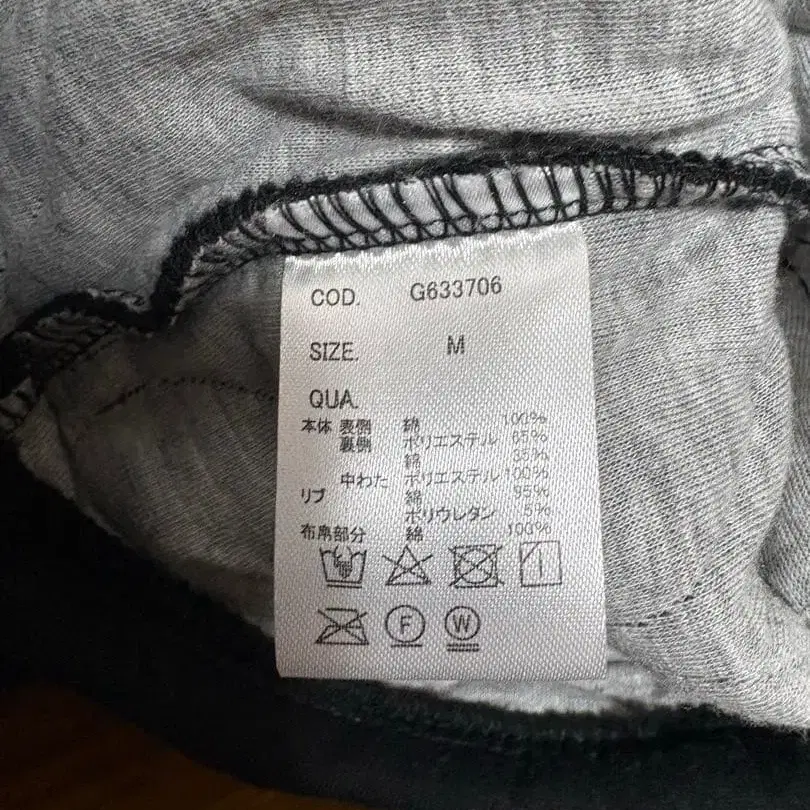 COD. G633706
SIZE. M
QUA.
本体 表側 綿 100%
裏側 ポリエステル 65%
綿 35%
中わた ポリエステル 100%
リブ 綿 95%
ポリウレタン 5%
布帛部分 綿 100%
F W